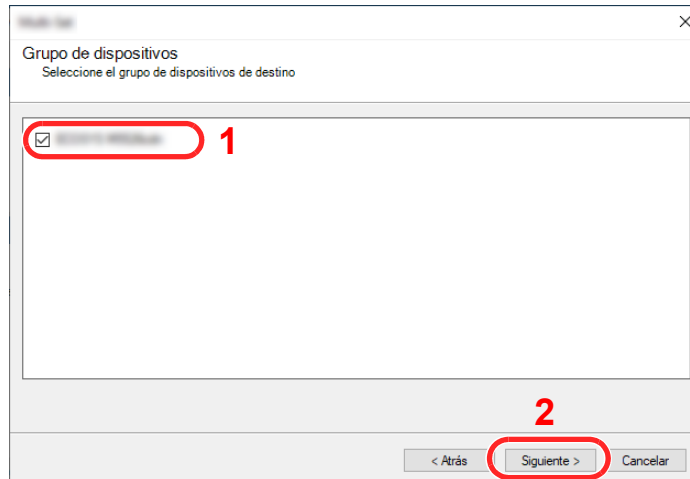 Grupo de dispositivos
Seleccione el grupo de dispositivos de destino
1
2
< Atrás
Siguiente >
Cancelar